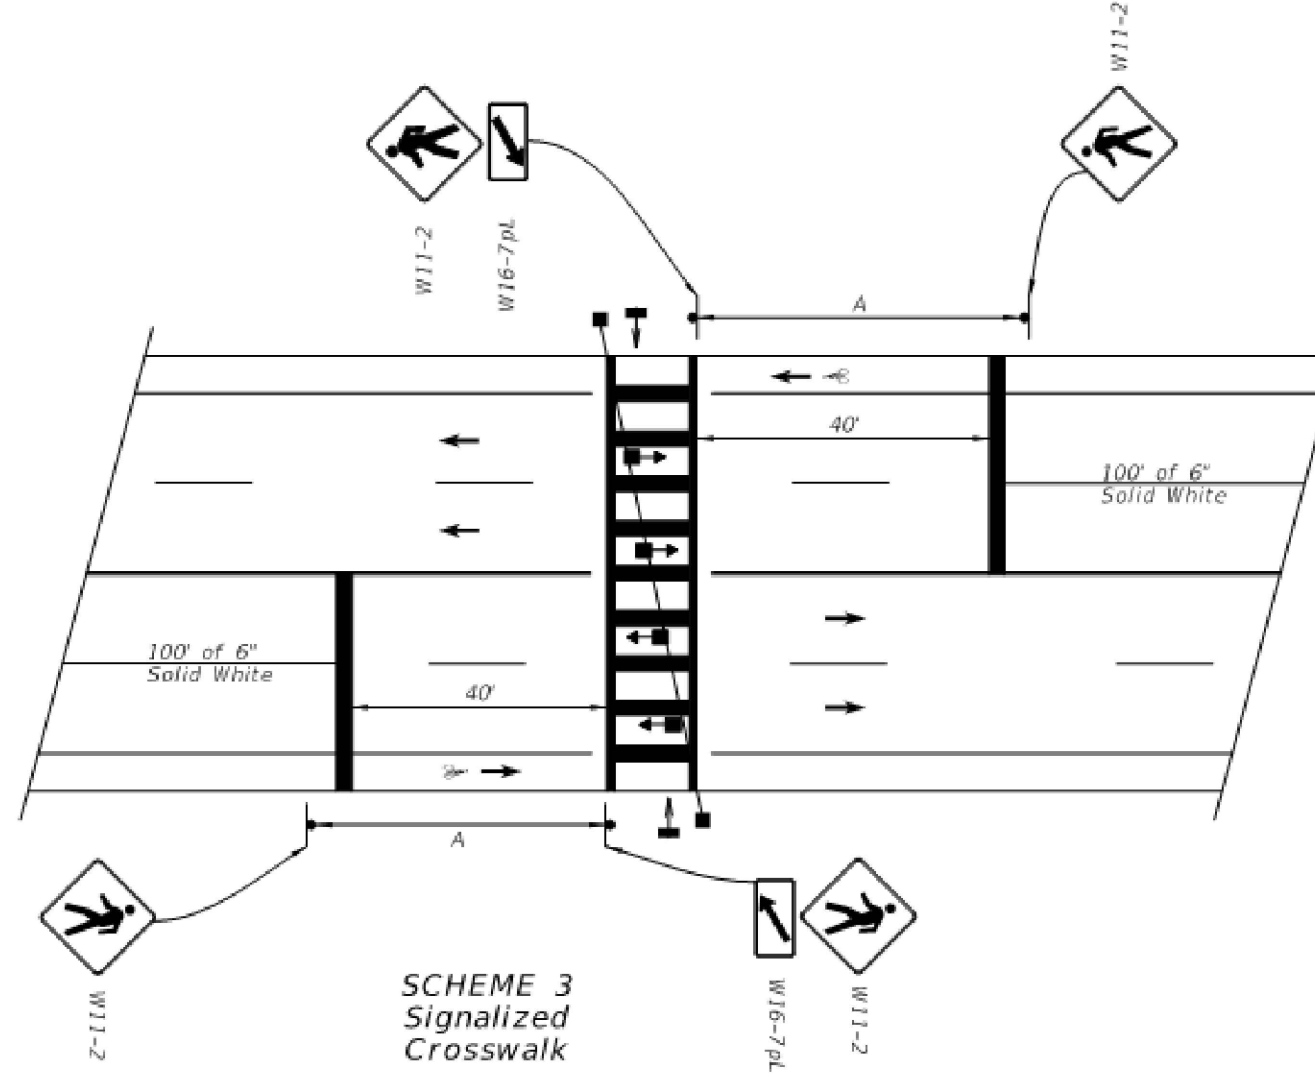 W11-2
W11-2
W16-7pL
A
40'
100' of 6"
Solid White
100' of 6"
Solid White
40'
A
W11-2
W16-7pL
W11-2
SCHEME 3
Signalized
Crosswalk